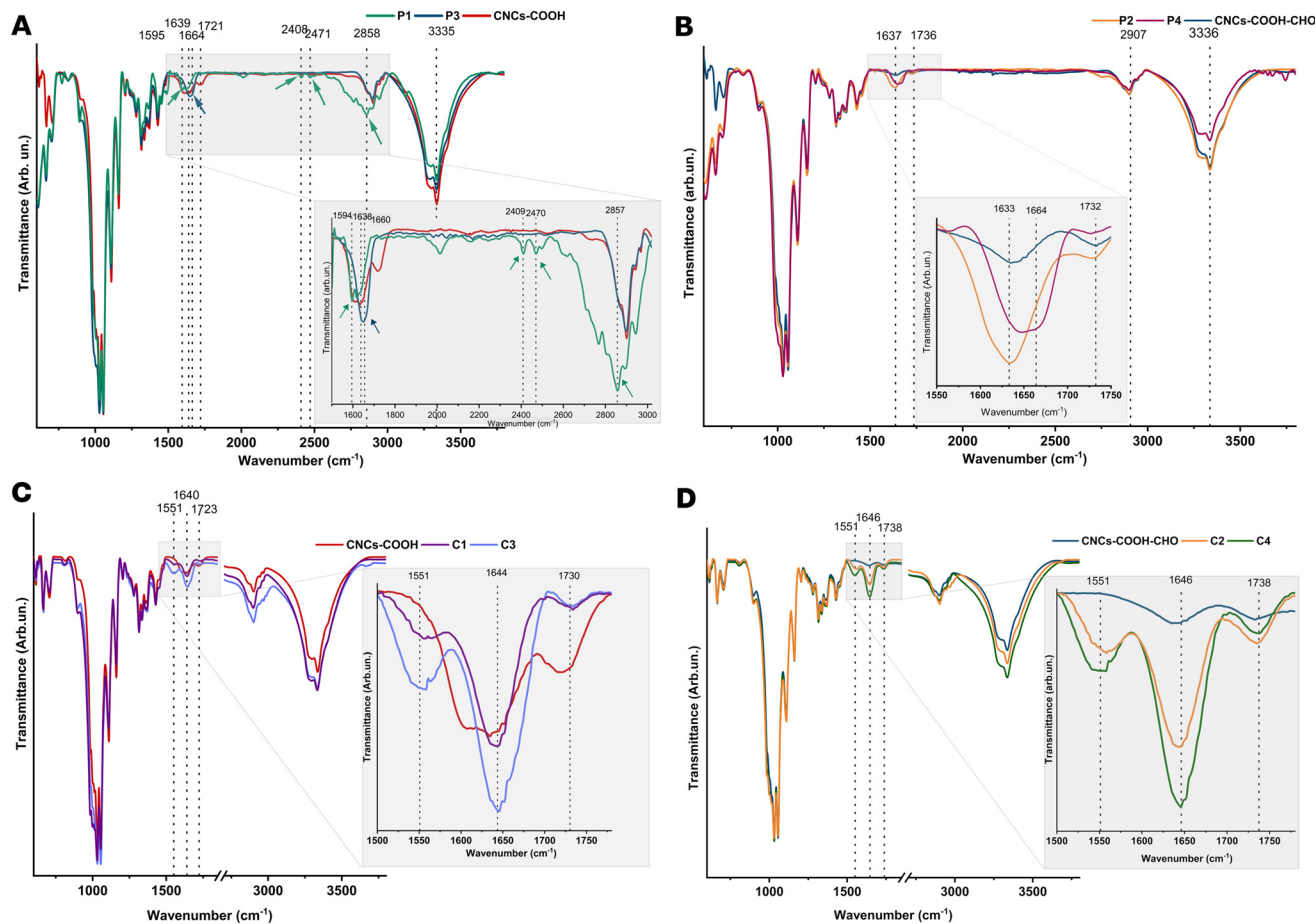 A
P1 P3 CNCs-COOH
1639 1721 2408 2858 3335
1595 1664 2471
Transmittance (Arb. un.)
1594 1638 1660 2409 2470 2857
Transmittance (arb.un.)
1600 1800 2000 2200 2400 2600 2800 3000
Wavenumber (cm-1)
1000 1500 2000 2500 3000 3500
Wavenumber (cm-1)
B
P2 P4 CNCs-COOH-CHO
1637 1736 2907 3336
Transmittance (arb.un.)
1633 1664 1732
Transmittance (arb.un.)
1550 1600 1650 1700 1750
Wavenumber (cm-1)
1000 1500 2000 2500 3000 3500
Wavenumber (cm-1)
C
1640
1551 1723
CNCs-COOH C1 C3
Transmittance (arb.un.)
1551 1644 1730
Transmittance (Arb.un.)
1500 1550 1600 1650 1700 1750
Wavenumber (cm-1)
1000 1500 3000 3500
Wavenumber (cm-1)
D
1551 1646 1738
CNCs-COOH-CHO C2 C4
Transmittance (arb.un.)
1551 1646 1738
Transmittance (Arb.un.)
1500 1550 1600 1650 1700 1750
Wavenumber (cm-1)
1000 1500 3000 3500
Wavenumber (cm-1)